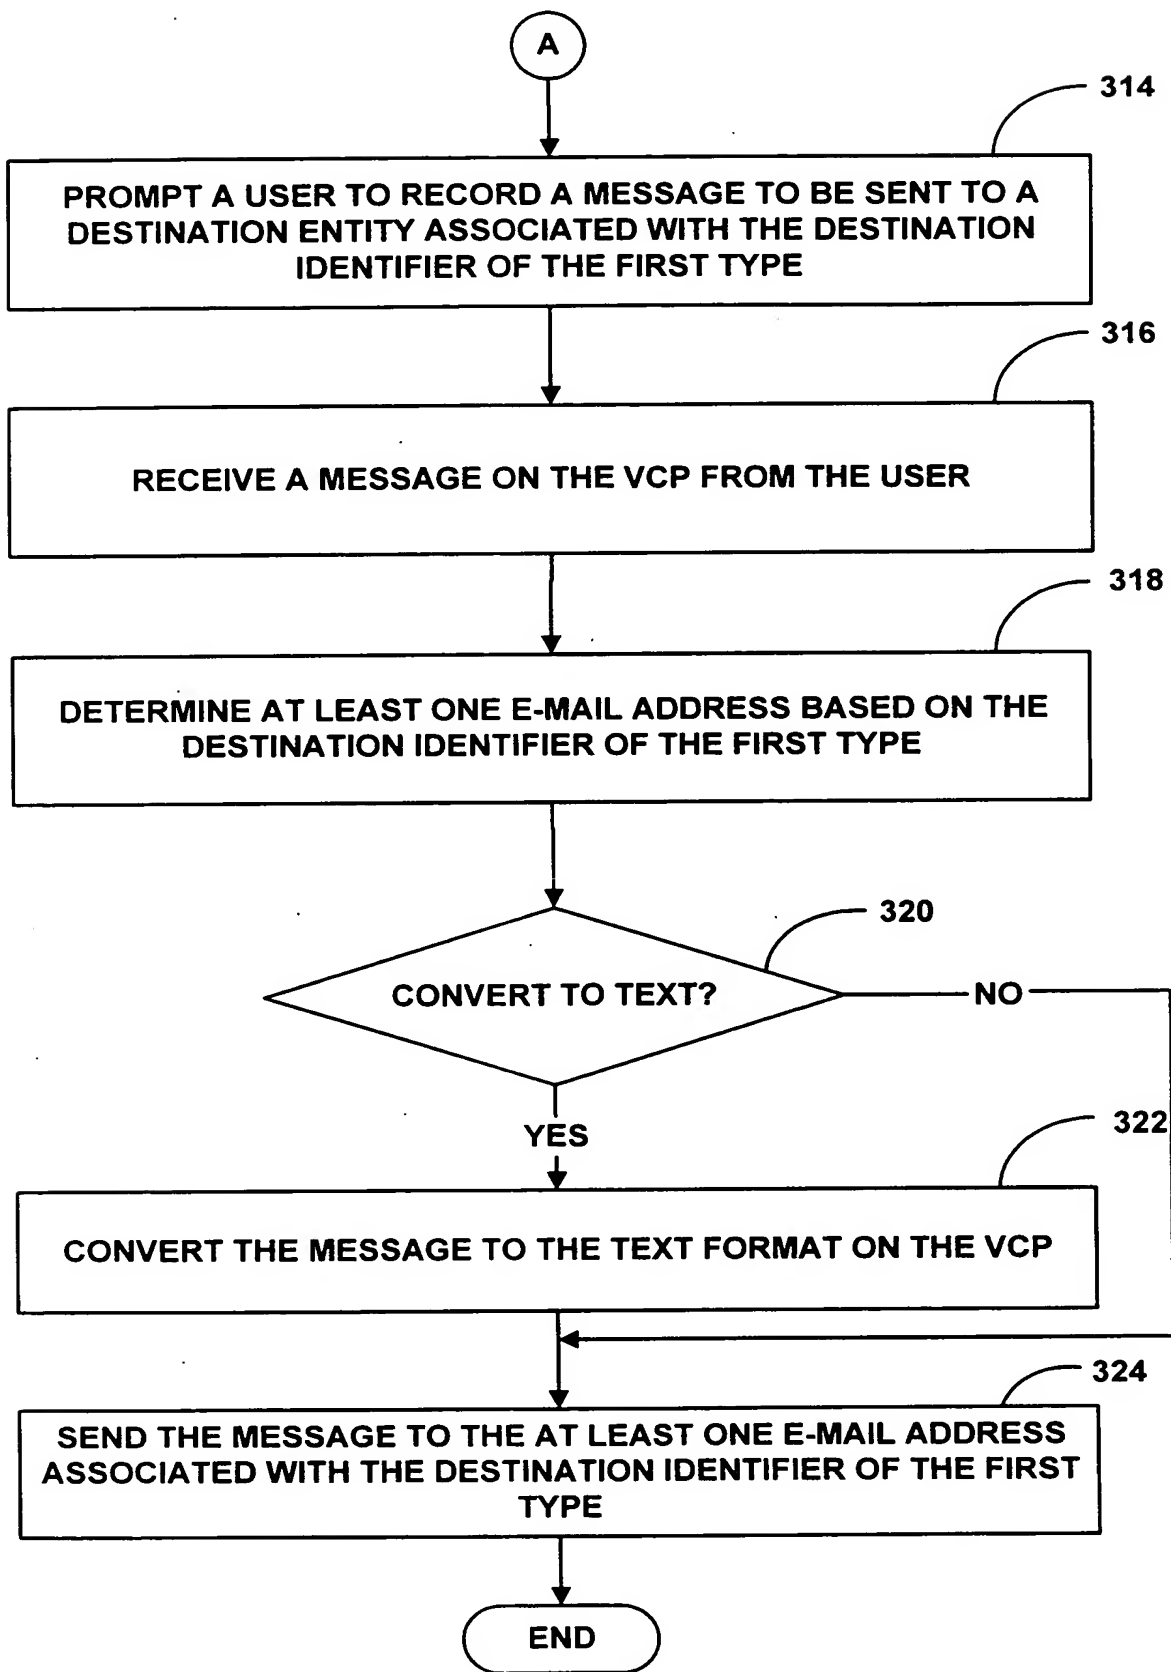 A
314
PROMPT A USER TO RECORD A MESSAGE TO BE SENT TO A
DESTINATION ENTITY ASSOCIATED WITH THE DESTINATION
IDENTIFIER OF THE FIRST TYPE
316
RECEIVE A MESSAGE ON THE VCP FROM THE USER
318
DETERMINE AT LEAST ONE E-MAIL ADDRESS BASED ON THE
DESTINATION IDENTIFIER OF THE FIRST TYPE
320
CONVERT TO TEXT?
NO
YES
322
CONVERT THE MESSAGE TO THE TEXT FORMAT ON THE VCP
324
SEND THE MESSAGE TO THE AT LEAST ONE E-MAIL ADDRESS
ASSOCIATED WITH THE DESTINATION IDENTIFIER OF THE FIRST
TYPE
END